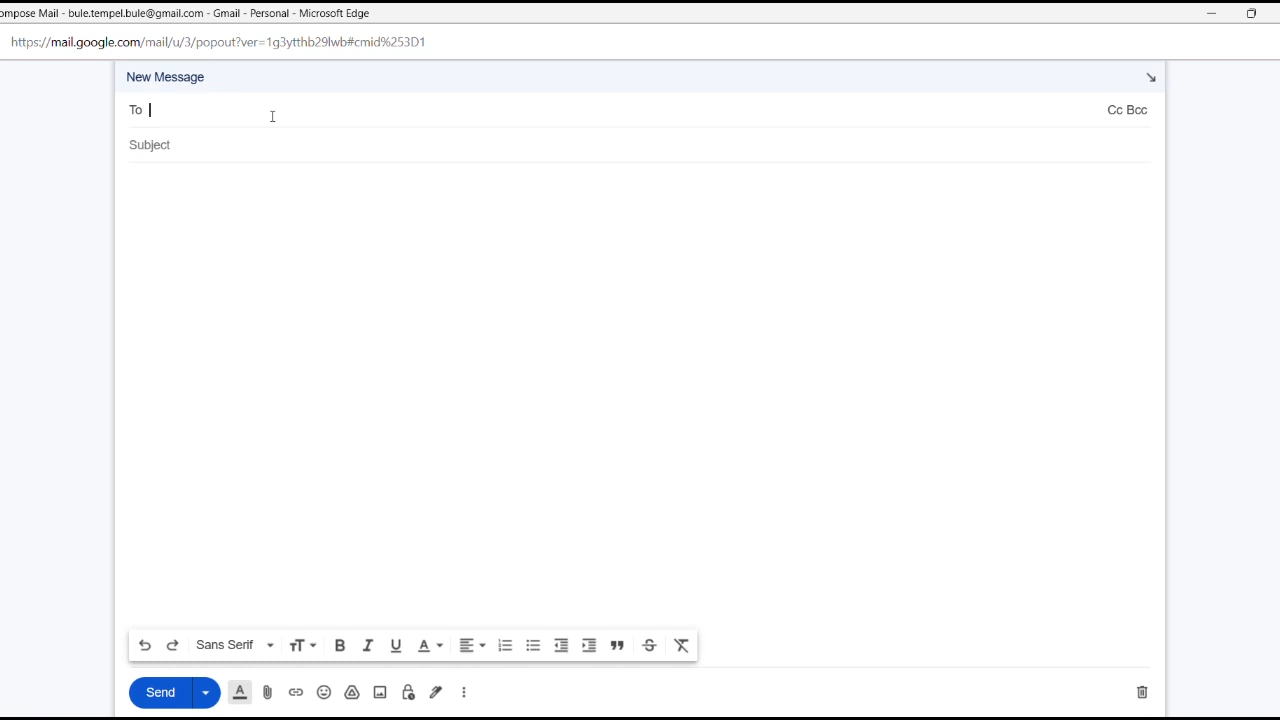 ompose Mail - bule.tempel.bule@gmail.com - Gmail - Personal - Microsoft Edge
https://mail.google.com/mail/u/3/popout?ver=1g3ytthb29lwb#cmid%253D1
New Message
To Cc Bcc
Subject
Sans Serif
Send